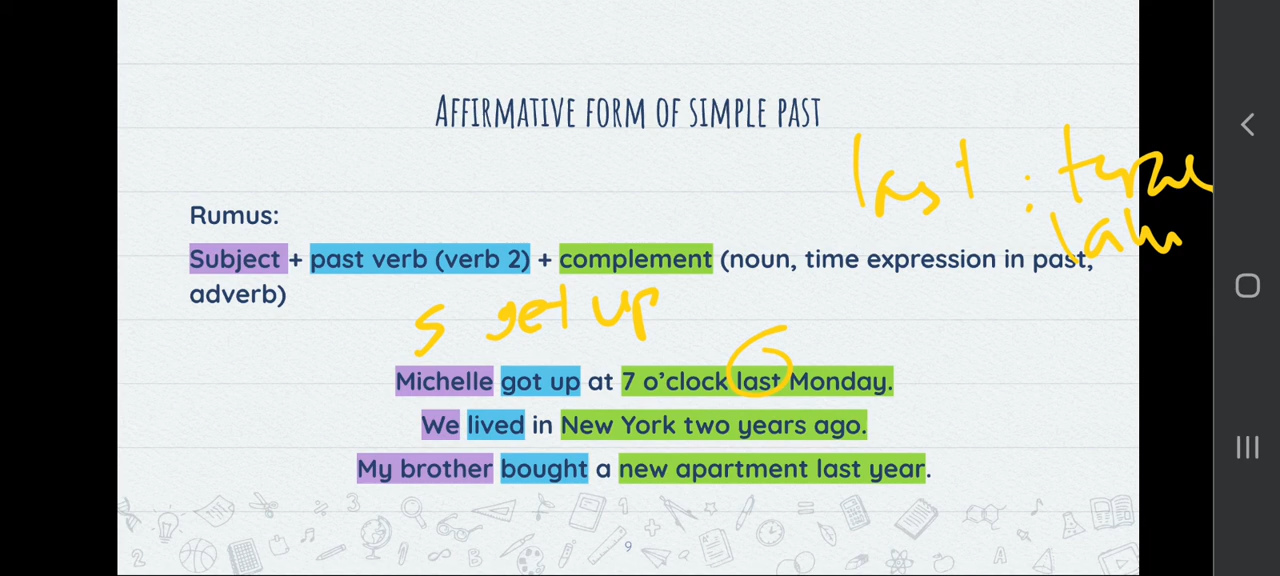 AFFIRMATIVE FORM OF SIMPLE PAST
last :
Rumus:
Subject + past verb (verb 2) + complement (noun, time expression in past,
adverb)
S get up
Michelle got up at 7 o'clock last Monday.
We lived in New York two years ago.
My brother bought a new apartment last year.
9